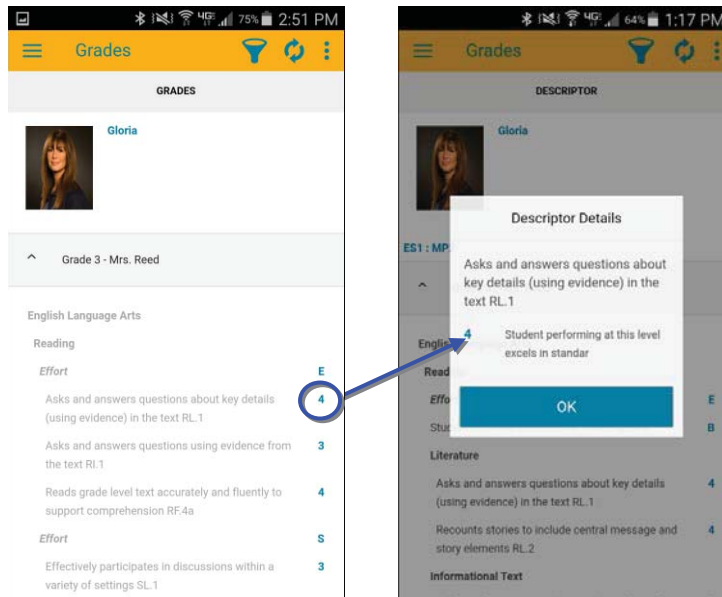 75% 2:51 PM
Grades
GRADES
Gloria
Grade 3 - Mrs. Reed
English Language Arts
Reading
Effort E
Asks and answers questions about key details 4
(using evidence) in the text RL.1
Asks and answers questions using evidence from 3
the text RI.1
Reads grade level text accurately and fluently to 4
support comprehension RF.4a
Effort S
Effectively participates in discussions within a 3
variety of settings SL.1
64% 1:17 PM
Grades
DESCRIPTOR
Gloria
ES1 : MP
Descriptor Details
Asks and answers questions about
key details (using evidence) in the
text RL.1
4 Student performing at this level
excels in standar
OK
Englis
Read
Effo E
Stud B
Literature
Asks and answers questions about key details 4
(using evidence) in the text RL.1
Recounts stories to include central message and 4
story elements RL.2
Informational Text